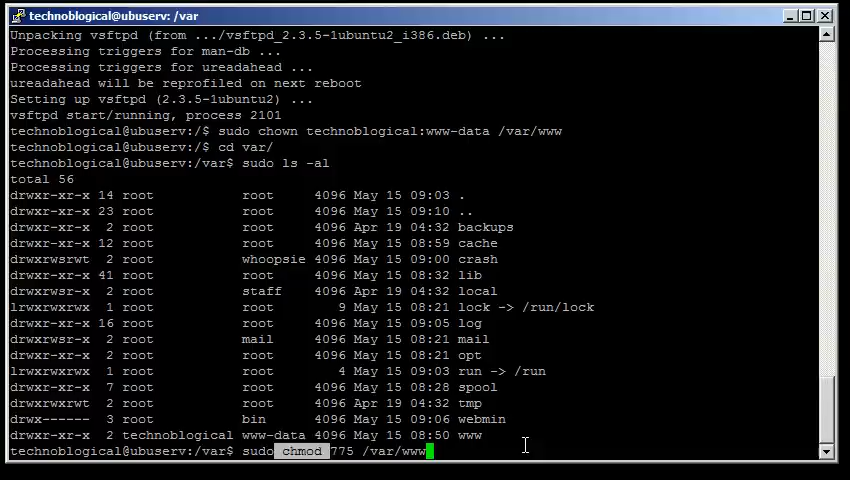 technoblogical@ubuserv: /var
Unpacking vsftpd (from .../vsftpd_2.3.5-1ubuntu2_i386.deb) ...
Processing triggers for man-db ...
Processing triggers for ureadahead ...
ureadahead will be reprofiled on next reboot
Setting up vsftpd (2.3.5-1ubuntu2) ...
vsftpd start/running, process 2101
technoblogical@ubuserv:/$ sudo chown technoblogical:www-data /var/www
technoblogical@ubuserv:/$ cd var/
technoblogical@ubuserv:/var$ sudo ls -al
total 56
drwxr-xr-x 14 root           root     4096 May 15 09:03 .
drwxr-xr-x 23 root           root     4096 May 15 09:10 ..
drwxr-xr-x  2 root           root     4096 Apr 19 04:32 backups
drwxr-xr-x 12 root           root     4096 May 15 08:59 cache
drwxrwsrwt  2 root           whoopsie 4096 May 15 09:00 crash
drwxr-xr-x 41 root           root     4096 May 15 08:32 lib
drwxrwsr-x  2 root           staff    4096 Apr 19 04:32 local
lrwxrwxrwx  1 root           root        9 May 15 08:21 lock -> /run/lock
drwxr-xr-x 16 root           root     4096 May 15 09:05 log
drwxrwsr-x  2 root           mail     4096 May 15 08:21 mail
drwxr-xr-x  2 root           root     4096 May 15 08:21 opt
lrwxrwxrwx  1 root           root        4 May 15 09:03 run -> /run
drwxr-xr-x  7 root           root     4096 May 15 08:28 spool
drwxrwxrwt  2 root           root     4096 Apr 19 04:32 tmp
drwx------  3 root           bin      4096 May 15 09:06 webmin
drwxr-xr-x  2 technoblogical www-data 4096 May 15 08:50 www
technoblogical@ubuserv:/var$ sudo chmod 775 /var/www